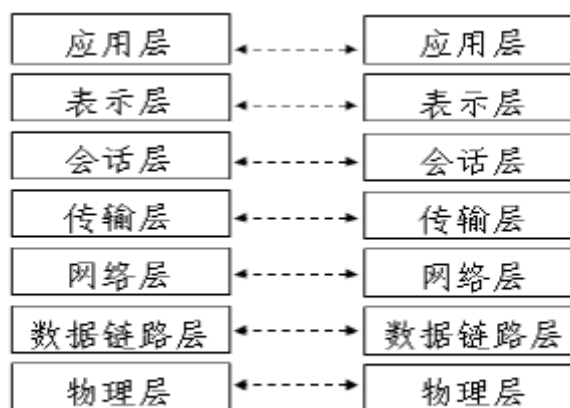 应用层 应用层
表示层 表示层
会话层 会话层
传输层 传输层
网络层 网络层
数据链路层 数据链路层
物理层 物理层